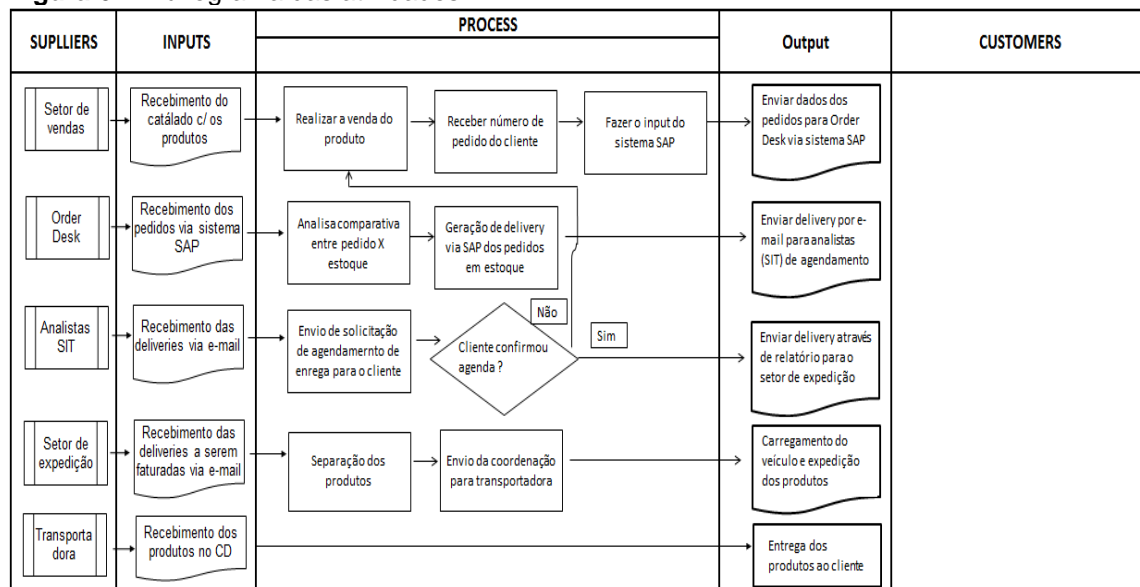 SUPLLIERS
INPUTS
PROCESS
Output
CUSTOMERS
Setor de
vendas
Recebimento do
catálado c/ os
produtos
Realizar a venda do
produto
Receber número de
pedido do cliente
Fazer o input do
sistema SAP
Enviar dados dos
pedidos para Order
Desk via sistema SAP
Order
Desk
Recebimento dos
pedidos via sistema
SAP
Analisa comparativa
entre pedido X
estoque
Geração de delivery
via SAP dos pedidos
em estoque
Enviar delivery por e-
mail para analistas
(SIT) de agendamento
Analistas
SIT
Recebimento das
deliveries via e-mail
Envio de solicitação
de agendamernto de
enrega para o cliente
Cliente confirmou
agenda ?
Não
Sim
Enviar delivery através
de relatório para o
setor de expedição
Setor de
expedição
Recebimento das
deliveries a serem
faturadas via e-mail
Separação dos
produtos
Envio da coordenação
para transportadora
Carregamento do
veículo e expedição
dos produtos
Transporta
dora
Recebimento dos
produtos no CD
Entrega dos
produtos ao cliente